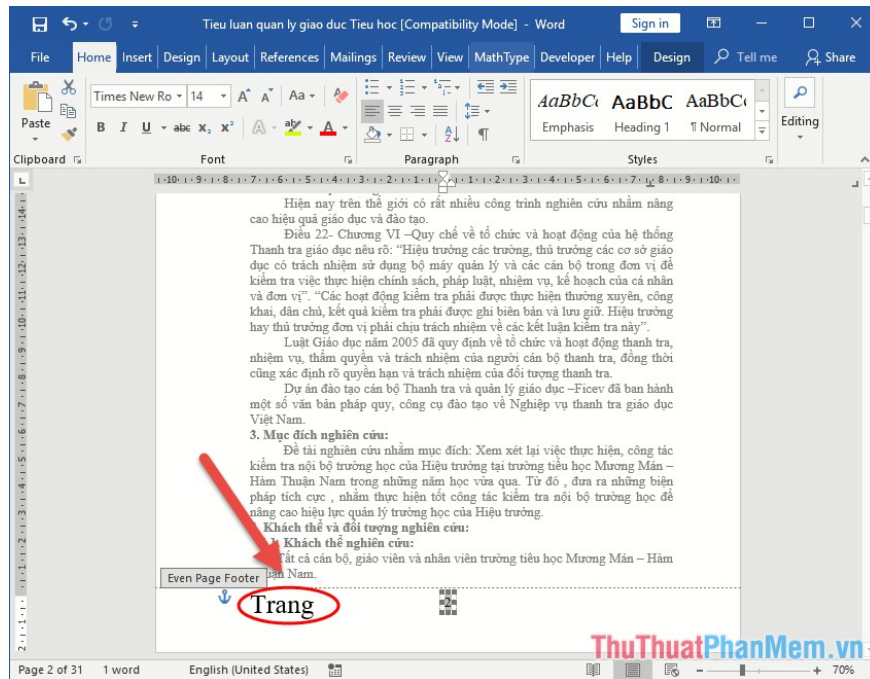 Tieu luan quan ly giao duc Tieu hoc [Compatibility Mode] - Word Sign in
File Home Insert Design Layout References Mailings Review View MathType Developer Help Design Tell me Share
Times New Ro 14 A A Aa
Paste B I U abc x₂ x² A ab A
AaBbCc AaBbC AaBbCc
Emphasis Heading 1 ¶ Normal
Editing
Clipboard Font Paragraph Styles
Hiện nay trên thế giới có rất nhiều công trình nghiên cứu nhằm nâng
cao hiệu quả giáo dục và đào tạo.
Điều 22- Chương VI –Quy chế về tổ chức và hoạt động của hệ thống
Thanh tra giáo dục nêu rõ: “Hiệu trưởng các trường, thủ trưởng các cơ sở giáo
dục có trách nhiệm sử dụng bộ máy quản lý và các cán bộ trong đơn vị để
kiểm tra việc thực hiện chính sách, pháp luật, nhiệm vụ, kế hoạch của cá nhân
và đơn vị”. “Các hoạt động kiểm tra phải được thực hiện thường xuyên, công
khai, dân chủ, kết quả kiểm tra phải được ghi biên bản và lưu giữ. Hiệu trưởng
hay thủ trưởng đơn vị phải chịu trách nhiệm về các kết luận kiểm tra này”.
Luật Giáo dục năm 2005 đã quy định về tổ chức và hoạt động thanh tra,
nhiệm vụ, thẩm quyền và trách nhiệm của người cán bộ thanh tra, đồng thời
cũng xác định rõ quyền hạn và trách nhiệm của đối tượng thanh tra.
Dự án đào tạo cán bộ Thanh tra và quản lý giáo dục –Ficev đã ban hành
một số văn bản pháp quy, công cụ đào tạo về Nghiệp vụ thanh tra giáo dục
Việt Nam.
3. Mục đích nghiên cứu:
Đề tài nghiên cứu nhằm mục đích: Xem xét lại việc thực hiện, công tác
kiểm tra nội bộ trường học của Hiệu trưởng tại trường tiểu học Mương Mán –
Hàm Thuận Nam trong những năm học vừa qua. Từ đó , đưa ra những biện
pháp tích cực , nhằm thực hiện tốt công tác kiểm tra nội bộ trường học để
nâng cao hiệu lực quản lý trường học của Hiệu trưởng.
Khách thể và đối tượng nghiên cứu:
Khách thể nghiên cứu:
Tất cả cán bộ, giáo viên và nhân viên trường tiểu học Mương Mán – Hàm
Nam.
Even Page Footer
Trang 2
ThuThuatPhanMem.vn
Page 2 of 31 1 word English (United States) 70%